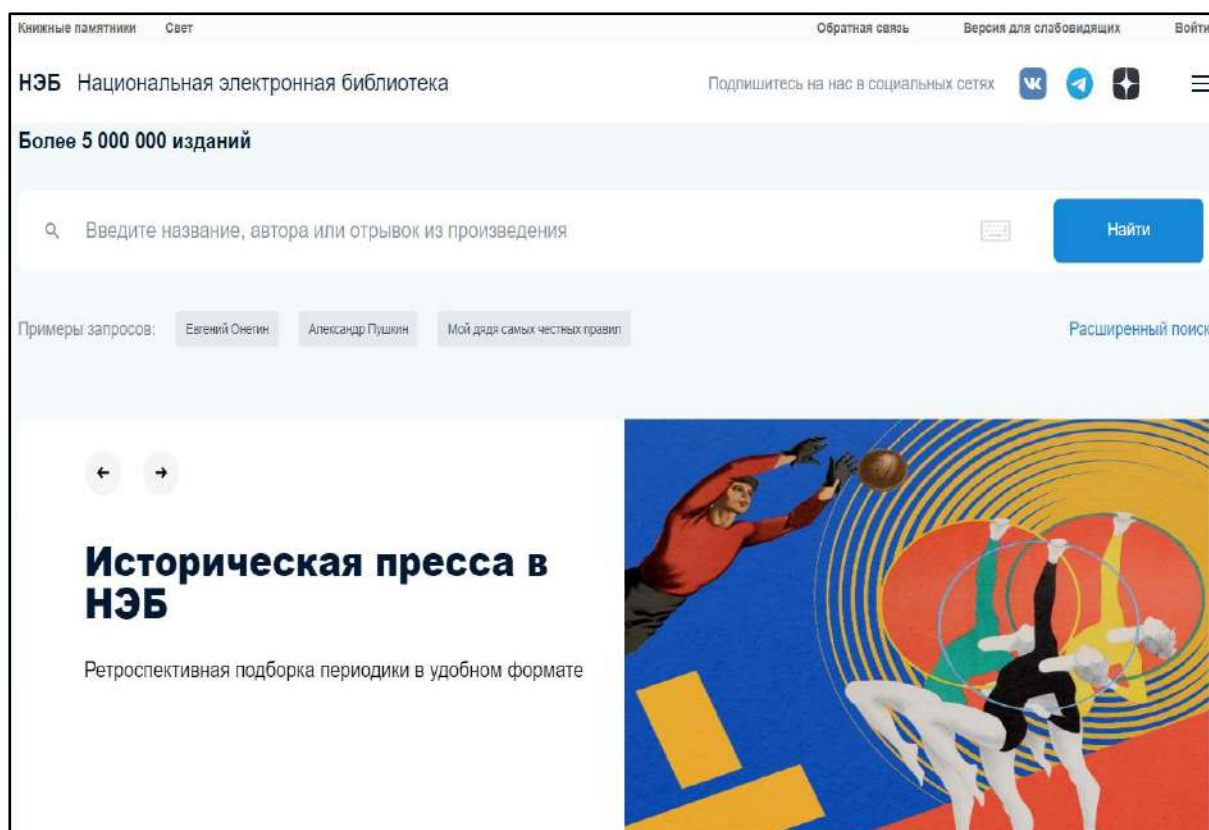 Книжные памятники Свет Обратная связь Версия для слабовидящих Войти
НЭБ Национальная электронная библиотека Подпишитесь на нас в социальных сетях
Более 5 000 000 изданий
Введите название, автора или отрывок из произведения Найти
Примеры запросов: Евгений Онегин Александр Пушкин Мой дядя самых честных правил Расширенный поиск
Историческая пресса в
НЭБ
Ретроспективная подборка периодики в удобном формате